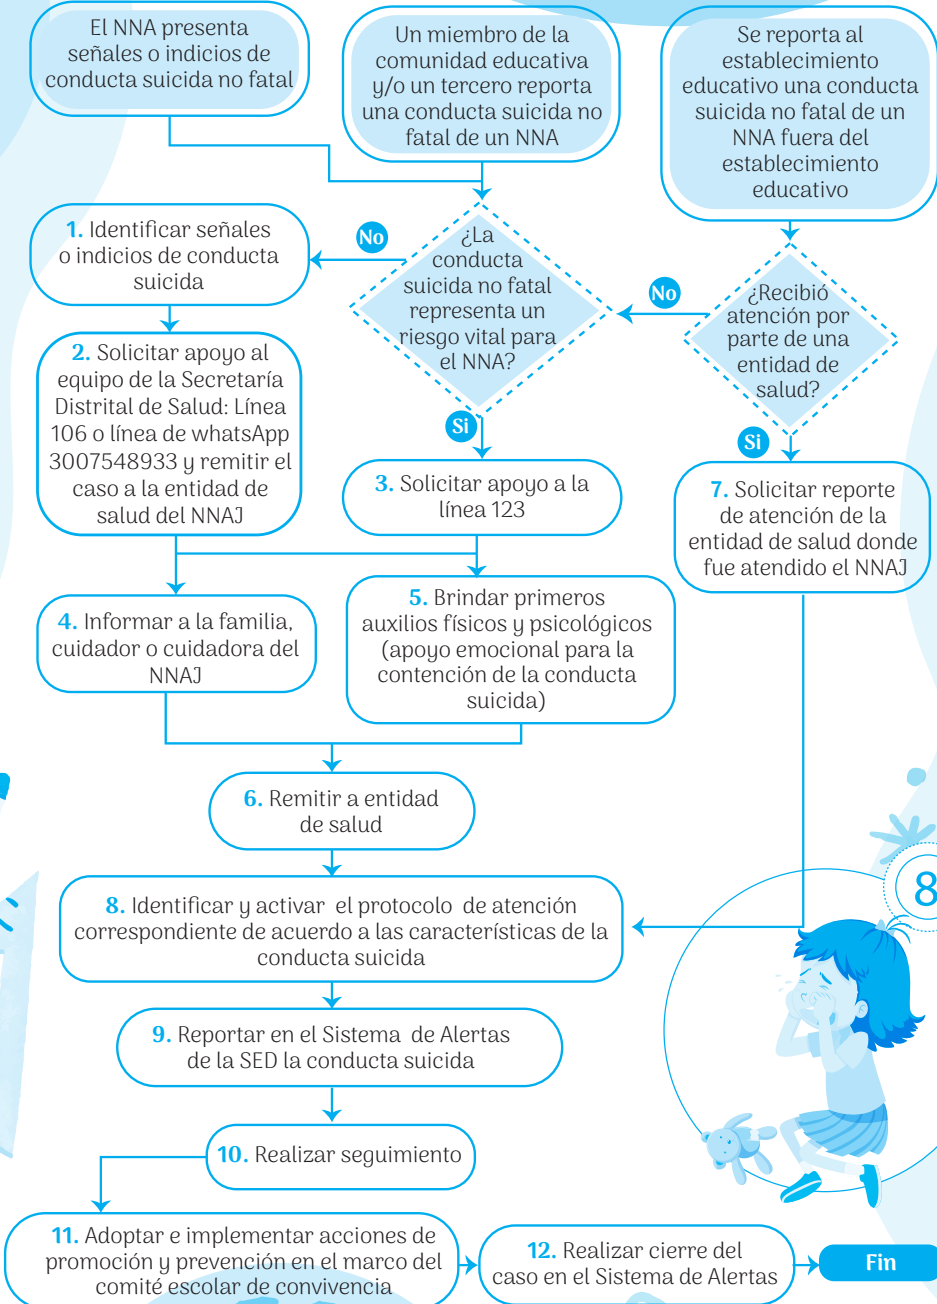 El NNA presenta
señales o indicios de
conducta suicida no fatal
Un miembro de la
comunidad educativa
y/o un tercero reporta
una conducta suicida no
fatal de un NNA
Se reporta al
establecimiento
educativo una conducta
suicida no fatal de un
NNA fuera del
establecimiento
educativo
1. Identificar señales
o indicios de conducta
suicida
No
¿La
conducta
suicida no fatal
representa un
riesgo vital para
el NNA?
No
¿Recibió
atención por
parte de una
entidad de
salud?
2. Solicitar apoyo al
equipo de la Secretaría
Distrital de Salud: Línea
106 o línea de whatsApp
3007548933 y remitir el
caso a la entidad de
salud del NNAJ
Si
3. Solicitar apoyo a la
línea 123
Si
7. Solicitar reporte
de atención de la
entidad de salud donde
fue atendido el NNAJ
4. Informar a la familia,
cuidador o cuidadora del
NNAJ
5. Brindar primeros
auxilios físicos y psicológicos
(apoyo emocional para la
contención de la conducta
suicida)
6. Remitir a entidad
de salud
8. Identificar y activar el protocolo de atención
correspondiente de acuerdo a las características de la
conducta suicida
8
9. Reportar en el Sistema de Alertas
de la SED la conducta suicida
10. Realizar seguimiento
11. Adoptar e implementar acciones de
promoción y prevención en el marco del
comité escolar de convivencia
12. Realizar cierre del
caso en el Sistema de Alertas
Fin